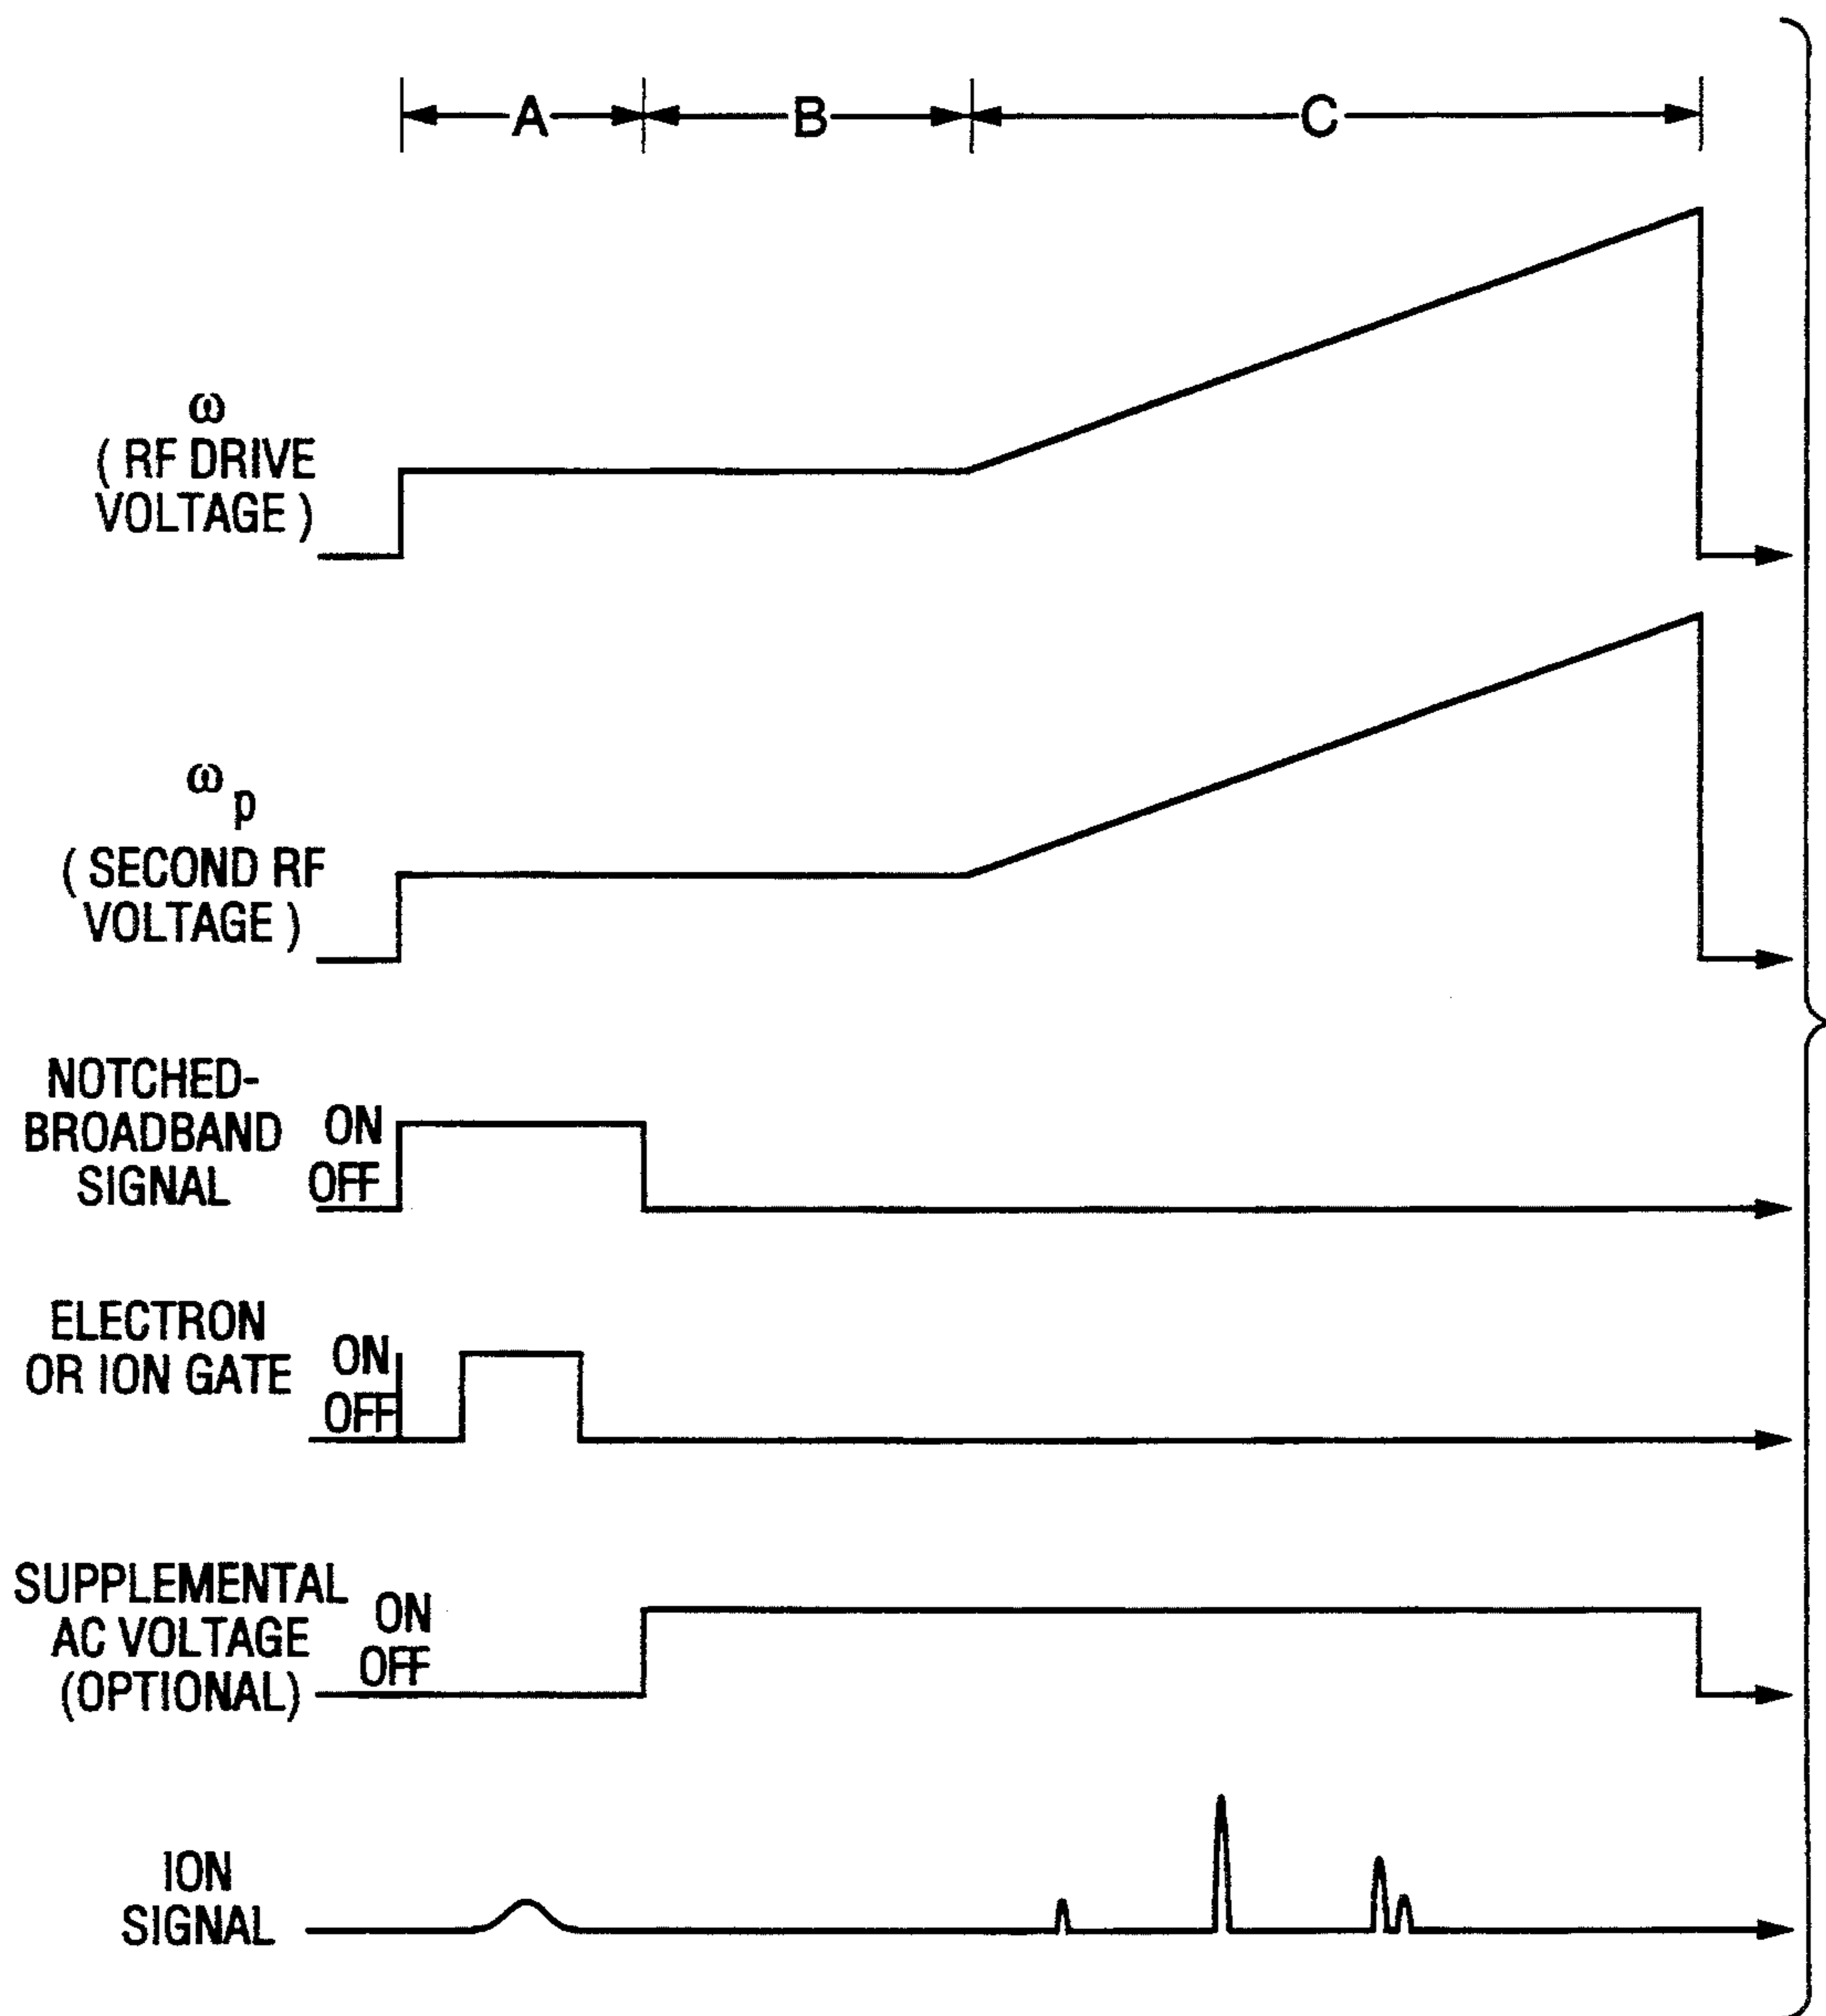 A B C
ω
( RF DRIVE
VOLTAGE )
ωp
( SECOND RF
VOLTAGE )
NOTCHED-
BROADBAND
SIGNAL
ON
OFF
ELECTRON
OR ION GATE
ON
OFF
SUPPLEMENTAL
AC VOLTAGE
(OPTIONAL)
ON
OFF
ION
SIGNAL